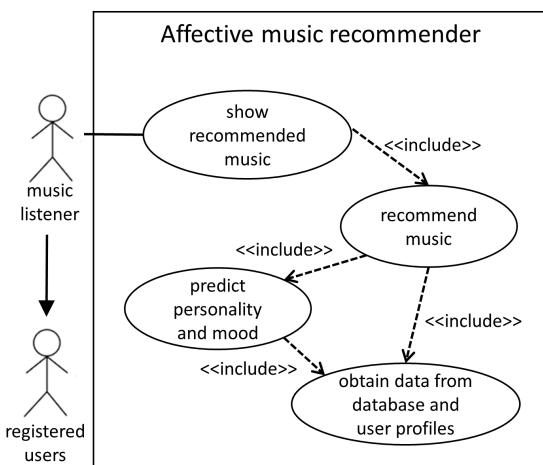 Affective music recommender
show
recommended
music
<<include>>
music
listener
recommend
music
<<include>>
predict
personality
and mood
<<include>>
<<include>>
obtain data from
database and
user profiles
registered
users